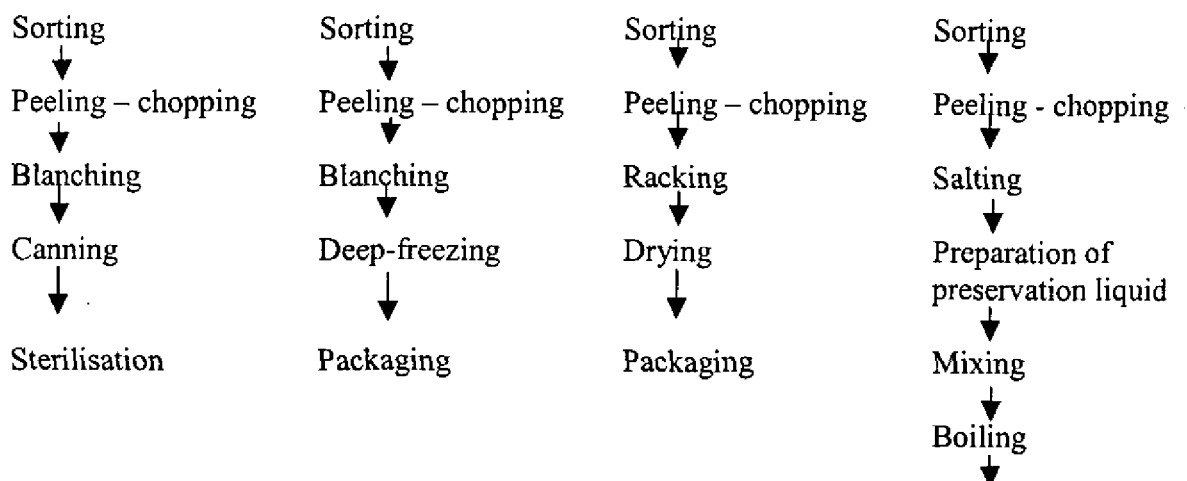 Sorting
Peeling – chopping
Blanching
Canning
Sterilisation
Sorting
Peeling – chopping
Blanching
Deep-freezing
Packaging
Sorting
Peeling – chopping
Racking
Drying
Packaging
Sorting
Peeling - chopping
Salting
Preparation of
preservation liquid
Mixing
Boiling